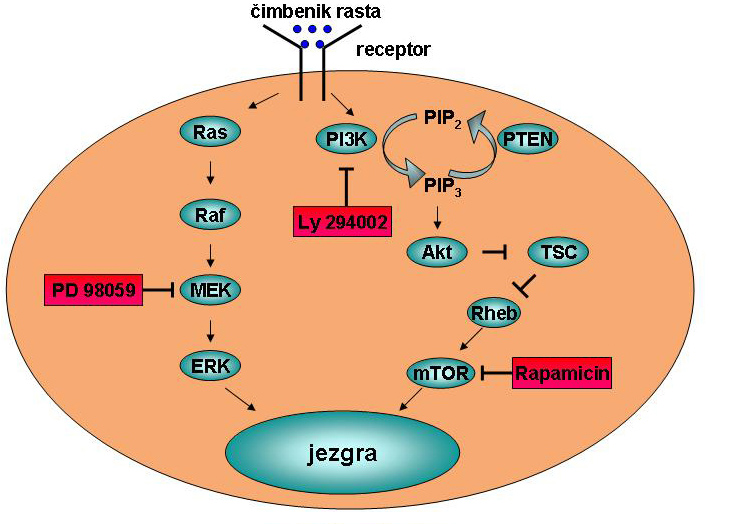 čimbenik rasta
receptor
Ras
PI3K
PIP2
PTEN
Raf
PIP3
Ly 294002
Akt
TSC
PD 98059
MEK
Rheb
ERK
mTOR
Rapamicin
jezgra